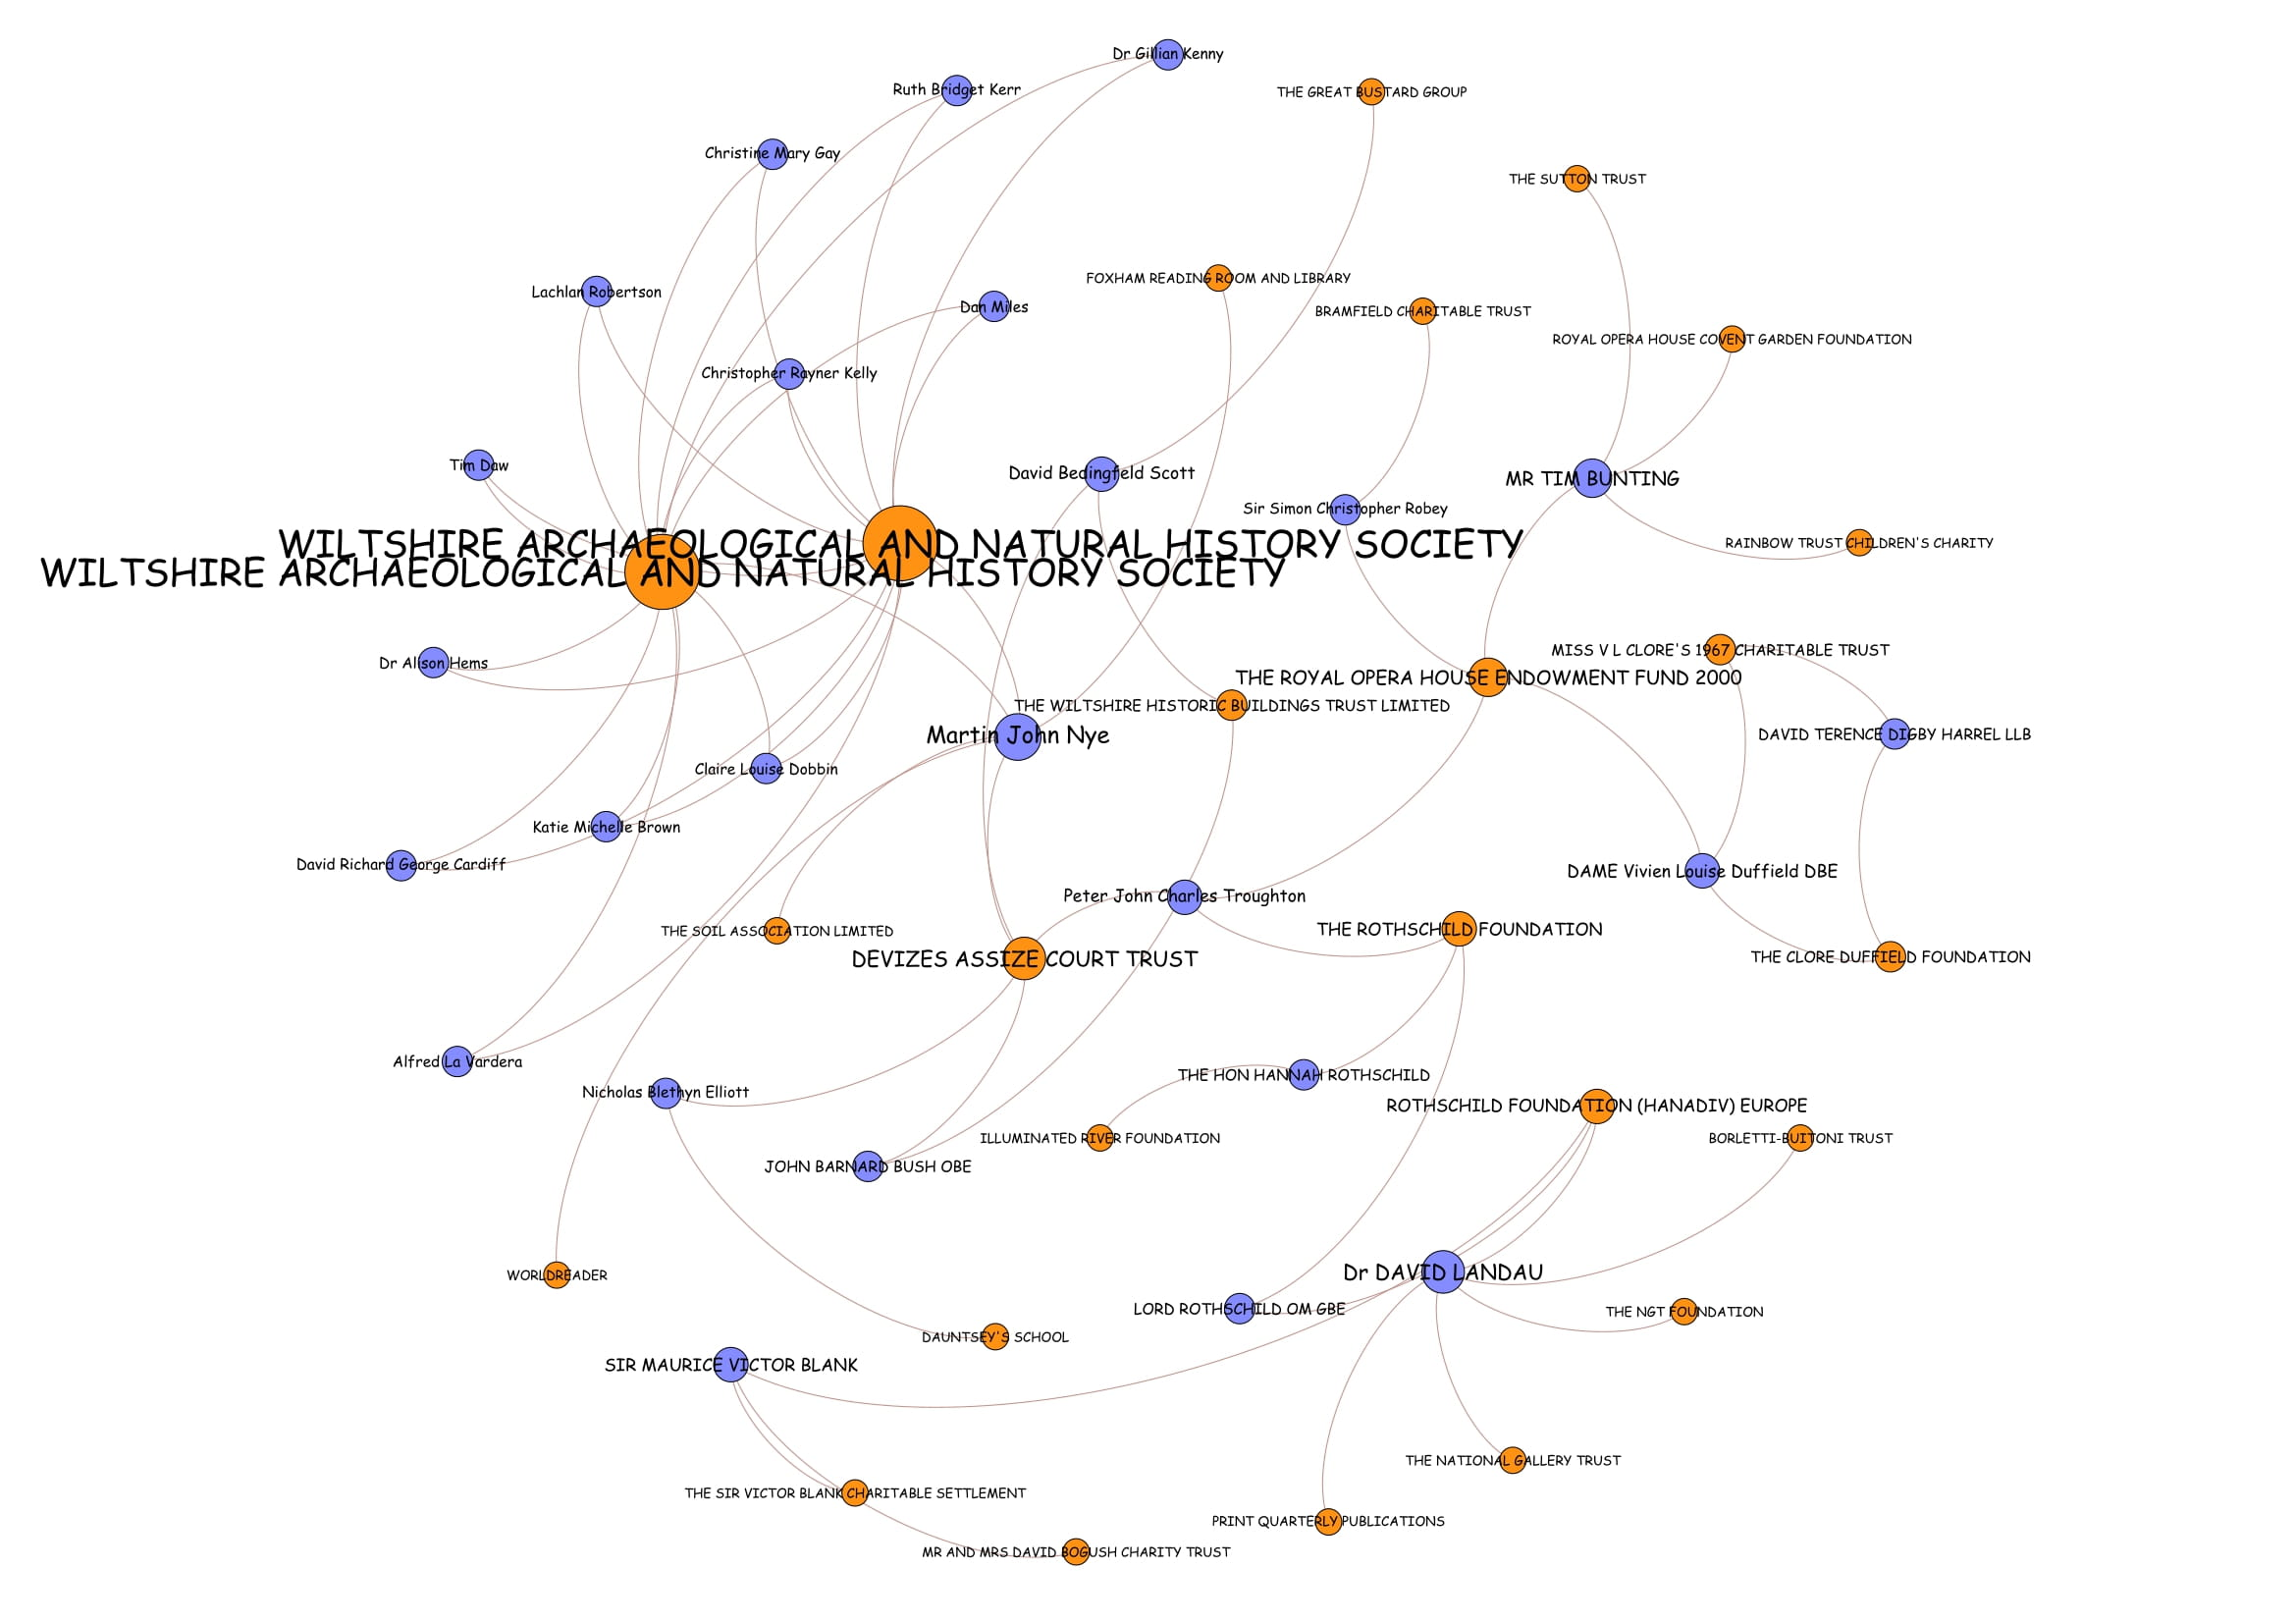 Dr Gillian Kenny
Ruth Bridget Kerr
THE GREAT BUSTARD GROUP
Christine Mary Gay
THE SUTTON TRUST
FOXHAM READING ROOM AND LIBRARY
Lachlan Robertson
Dan Miles
BRAMFIELD CHARITABLE TRUST
ROYAL OPERA HOUSE COVENT GARDEN FOUNDATION
Christopher Rayner Kelly
Tim Daw
David Bedingfeld Scott
MR TIM BUNTING
Sir Simon Christopher Robey
WILTSHIRE ARCHAEOLOGICAL AND NATURAL HISTORY SOCIETY
RAINBOW TRUST CHILDREN'S CHARITY
WILTSHIRE ARCHAEOLOGICAL AND NATURAL HISTORY SOCIETY
MISS V L CLORE'S 1967 CHARITABLE TRUST
Dr Alison Hems
THE ROYAL OPERA HOUSE ENDOWMENT FUND 2000
THE WILTSHIRE HISTORIC BUILDINGS TRUST LIMITED
Martin John Nye
DAVID TERENCE DIGBY HARREL LLB
Claire Louise Dobbin
Katie Michelle Brown
David Richard George Cardiff
DAME Vivien Louise Duffield DBE
Peter John Charles Troughton
THE SOIL ASSOCIATION LIMITED
THE ROTHSCHILD FOUNDATION
DEVIZES ASSIZE COURT TRUST
THE CLORE DUFFIELD FOUNDATION
Alfred La Vardera
THE HON HANNAH ROTHSCHILD
Nicholas Blethyn Elliott
ROTHSCHILD FOUNDATION (HANADIV) EUROPE
ILLUMINATED RIVER FOUNDATION
BORLETTI-BUITONI TRUST
JOHN BARNARD BUSH OBE
WORLDREADER
Dr DAVID LANDAU
LORD ROTHSCHILD OM GBE
THE NGT FOUNDATION
DAUNTSEY'S SCHOOL
SIR MAURICE VICTOR BLANK
THE NATIONAL GALLERY TRUST
THE SIR VICTOR BLANK CHARITABLE SETTLEMENT
PRINT QUARTERLY PUBLICATIONS
MR AND MRS DAVID BOGUSH CHARITY TRUST